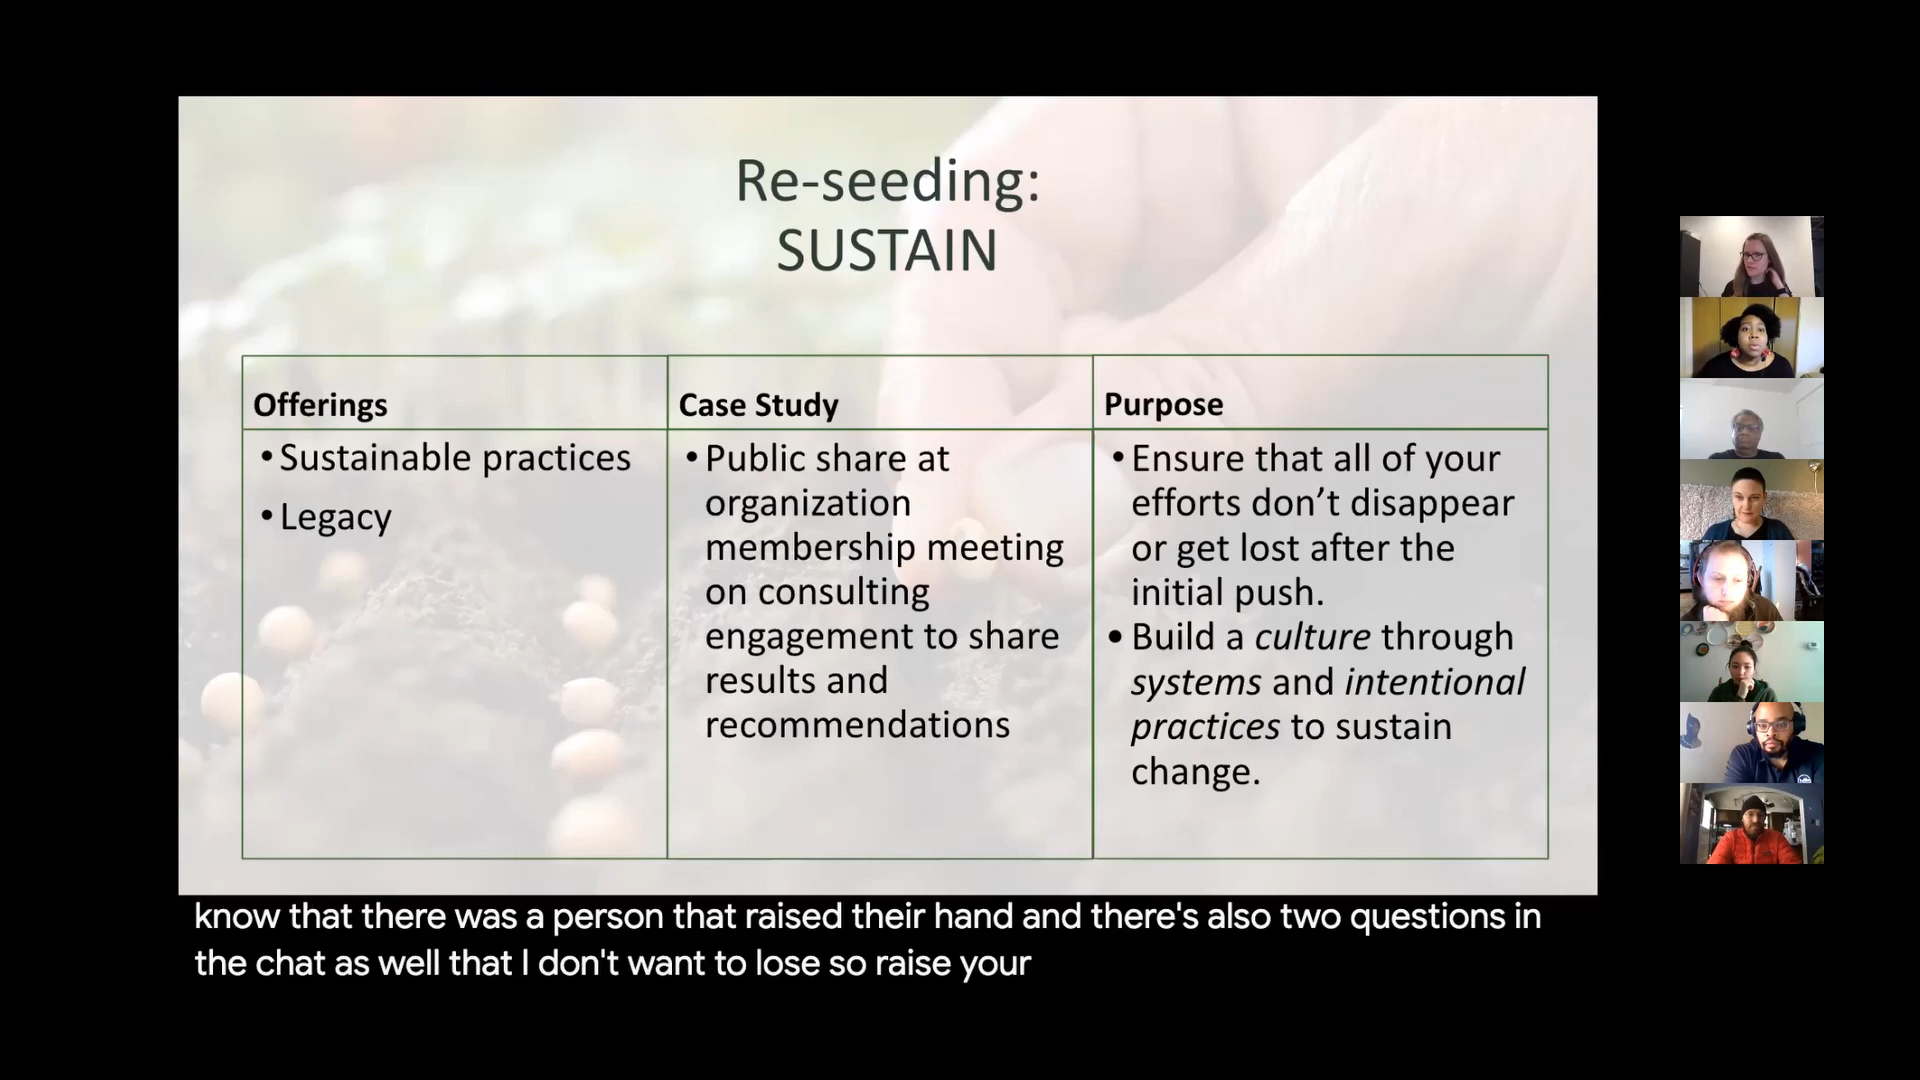 Re-seeding:
SUSTAIN
Offerings
• Sustainable practices
• Legacy
Case Study
• Public share at
organization
membership meeting
on consulting
engagement to share
results and
recommendations
Purpose
• Ensure that all of your
efforts don’t disappear
or get lost after the
initial push.
• Build a culture through
systems and intentional
practices to sustain
change.
know that there was a person that raised their hand and there's also two questions in
the chat as well that I don't want to lose so raise your